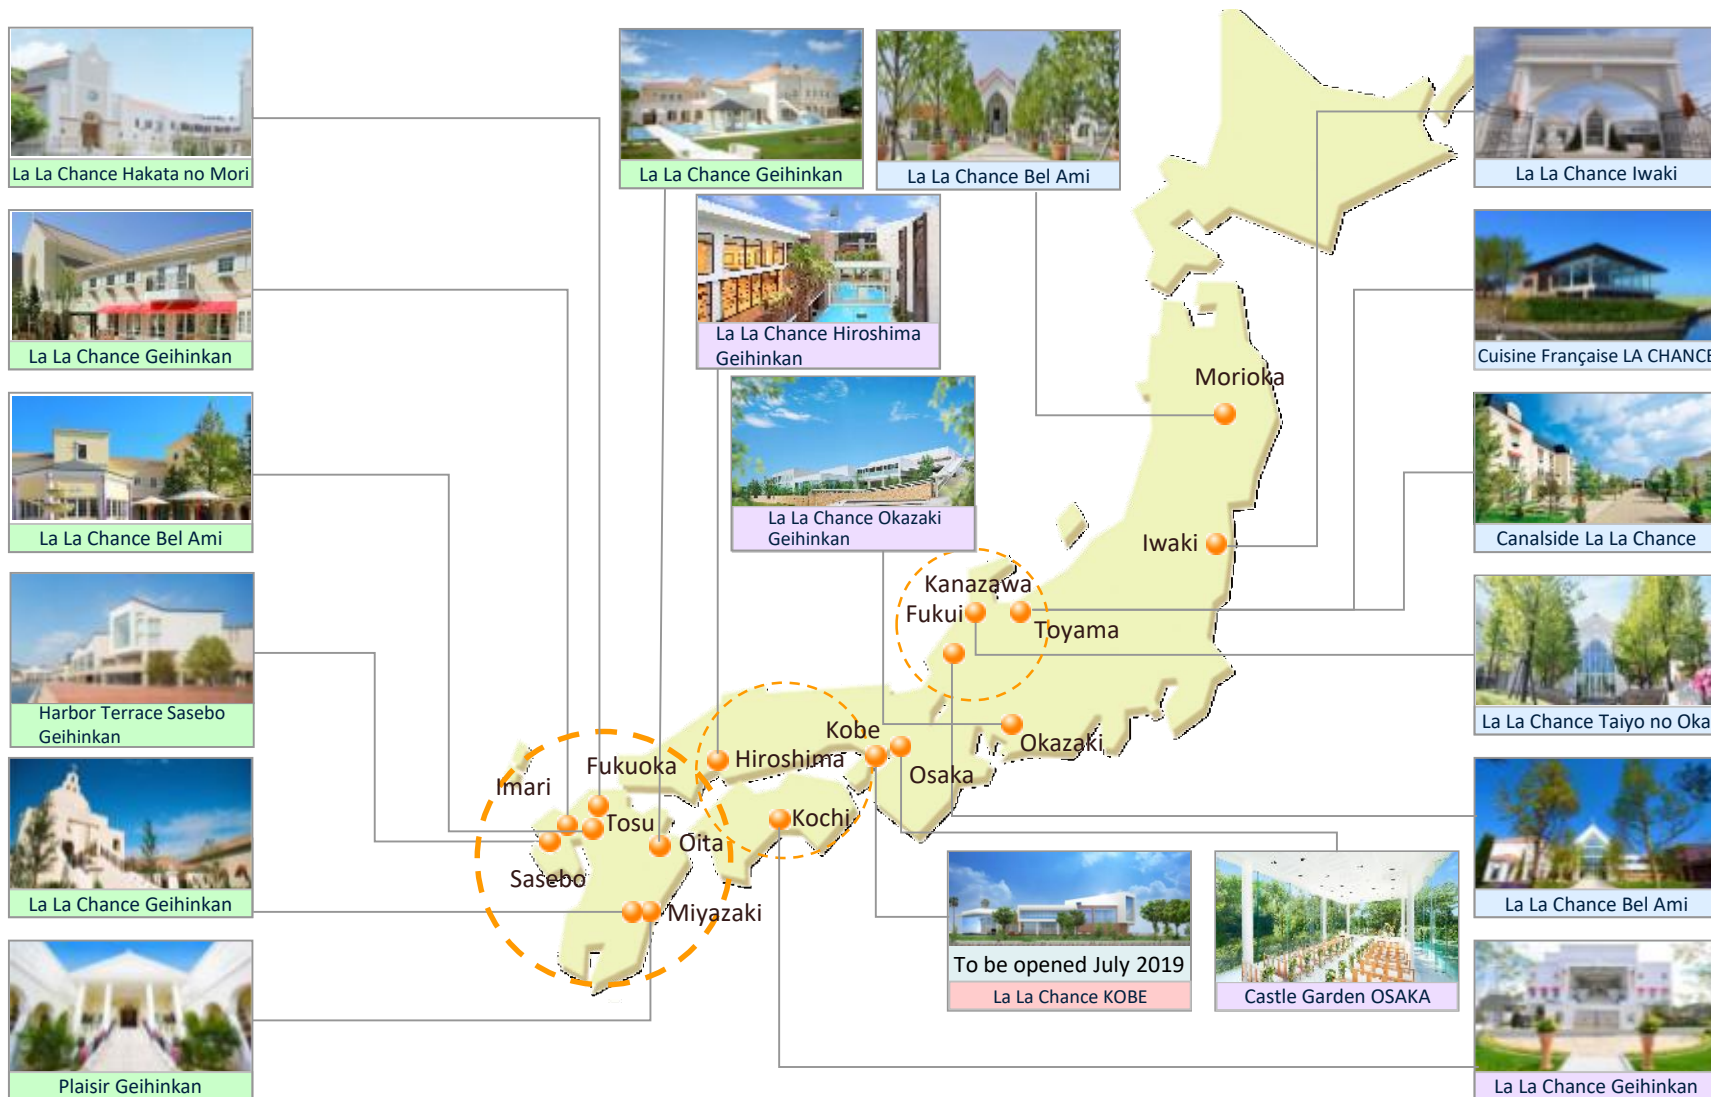 La La Chance Hakata no Mori
La La Chance Geihinkan
La La Chance Bel Ami
Harbor Terrace Sasebo
Geihinkan
La La Chance Geihinkan
Plaisir Geihinkan
La La Chance Geihinkan
La La Chance Bel Ami
La La Chance Hiroshima
Geihinkan
La La Chance Okazaki
Geihinkan
Morioka
Iwaki
Kanazawa
Fukui
Toyama
Okazaki
Kobe
Osaka
Hiroshima
Kochi
Fukuoka
Imari
Tosu
Oita
Sasebo
Miyazaki
To be opened July 2019
La La Chance KOBE
Castle Garden OSAKA
La La Chance Iwaki
Cuisine Française LA CHANCE
Canalside La La Chance
La La Chance Taiyo no Oka
La La Chance Bel Ami
La La Chance Geihinkan